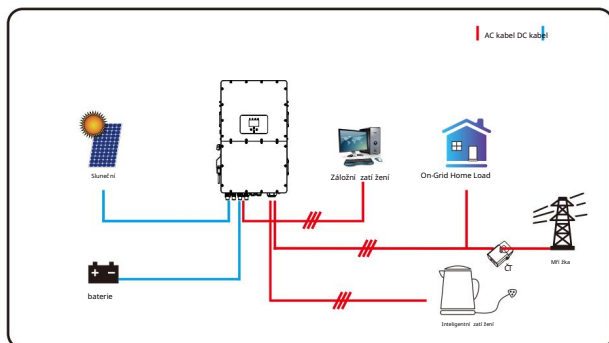 AC kabel DC kabel
Sluneční
Záložní zatí žení
On-Grid Home Load
ČT
Mří žka
baterie
Inteligentní zatí žení